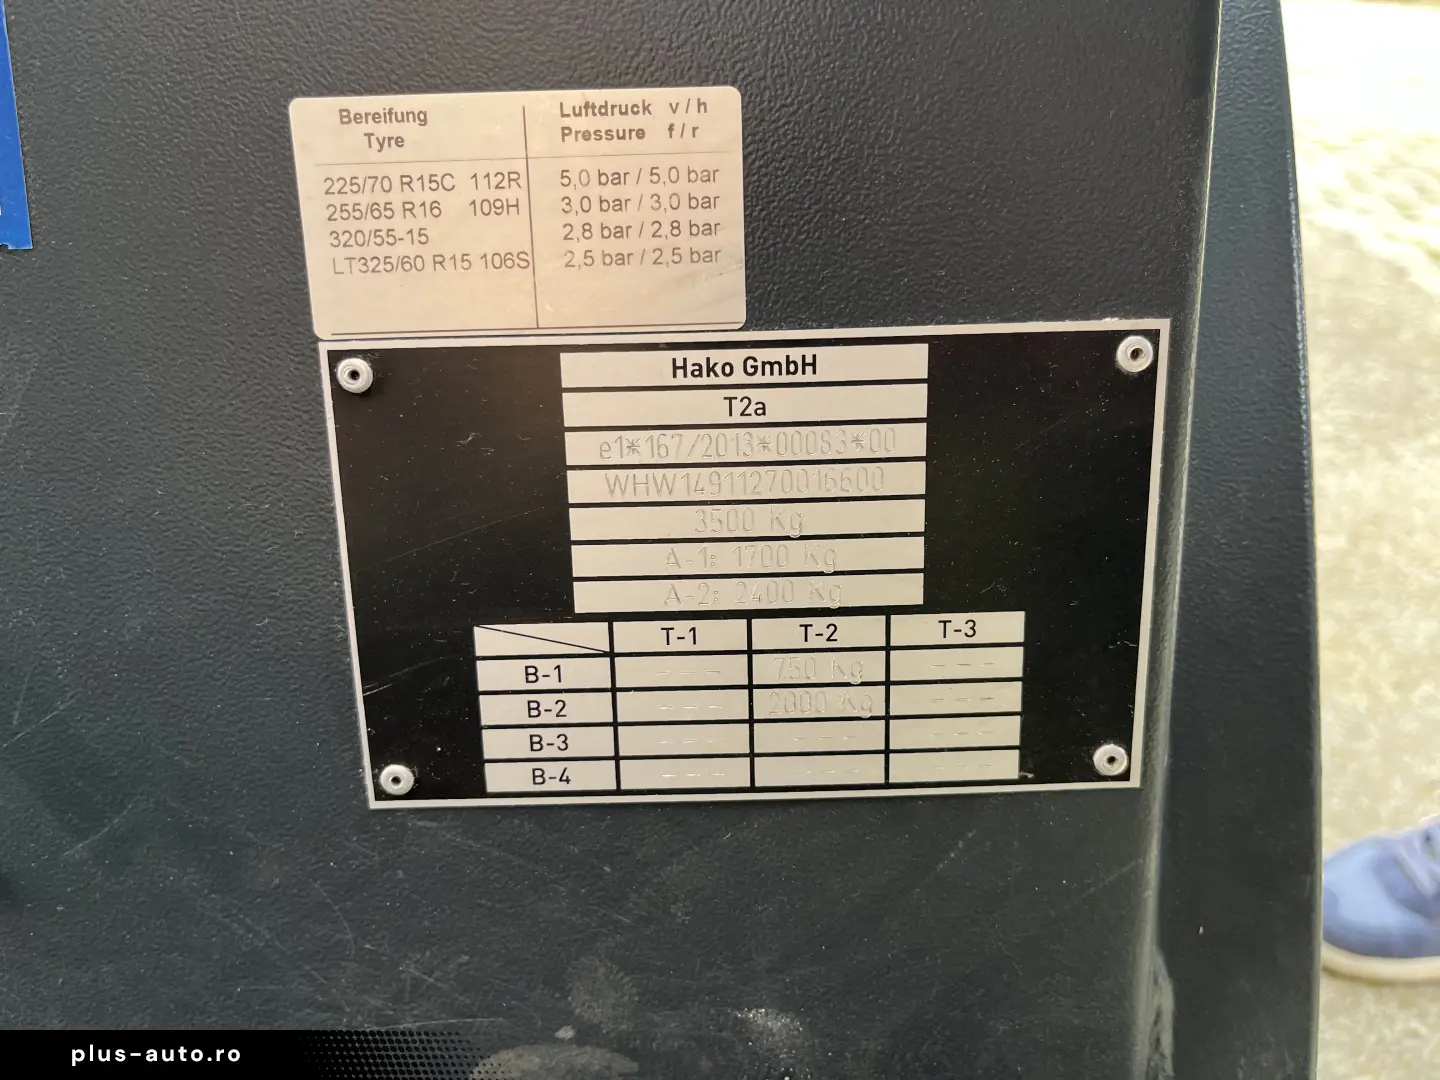 Bereifung
Tyre
Luftdruck v / h
Pressure f / r
225/70 R15C 112R 5,0 bar / 5,0 bar
255/65 R16 109H 3,0 bar / 3,0 bar
320/55-15 2,8 bar / 2,8 bar
LT325/60 R15 106S 2,5 bar / 2,5 bar
Hako GmbH
T2a
e1*167/2013*00083*00
WHW14911270016600
3500 Kg
A-1: 1700 Kg
A-2: 2400 Kg
T-1 T-2 T-3
B-1 --- 750 Kg ---
B-2 --- 2000 Kg ---
B-3 --- --- ---
B-4 --- --- ---
plus-auto.ro